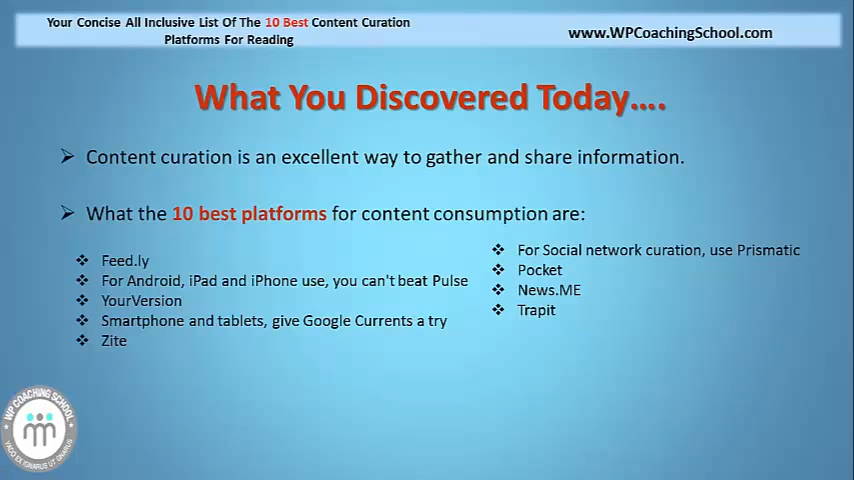 Your Concise All Inclusive List Of The 10 Best Content Curation
Platforms For Reading
www.WPCoachingSchool.com
What You Discovered Today….
Content curation is an excellent way to gather and share information.
What the 10 best platforms for content consumption are:
Feed.ly
For Android, iPad and iPhone use, you can't beat Pulse
YourVersion
Smartphone and tablets, give Google Currents a try
Zite
For Social network curation, use Prismatic
Pocket
News.ME
Trapit
WP COACHING SCHOOL